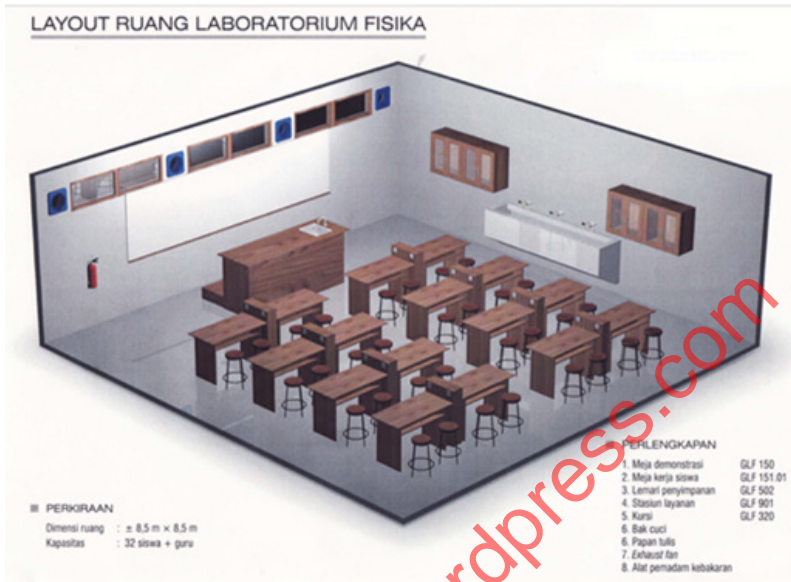 LAYOUT RUANG LABORATORIUM FISIKA
PERKIRAAN
Dimensi ruang : ± 8,5 m × 8,5 m
Kapasitas : 32 siswa + guru
PERLENGKAPAN
1. Meja demonstrasi GLF 150
2. Meja kerja siswa GLF 151.01
3. Lemari penyimpanan GLF 502
4. Stasiun layanan GLF 901
5. Kursi GLF 320
6. Bak cuci
7. Papan tulis
7. Exhaust fan
8. Alat pemadam kebakaran
rdpress.com